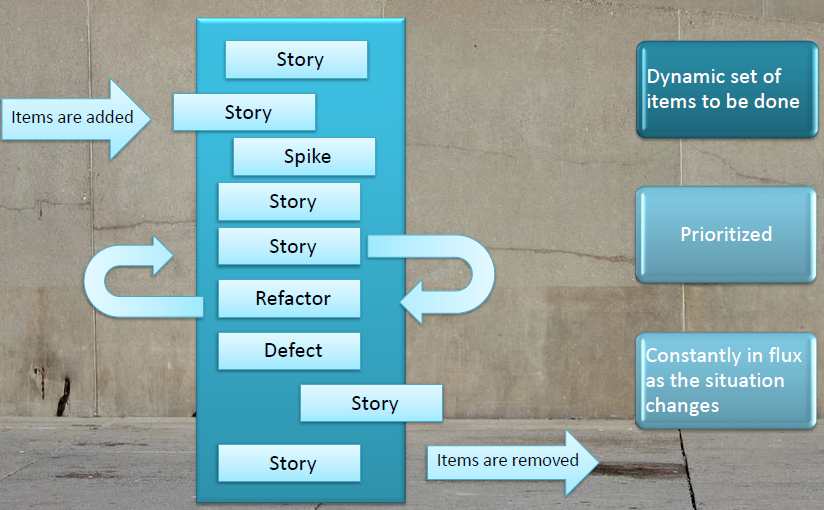 Story
Items are added
Story
Spike
Story
Story
Refactor
Defect
Story
Story
Items are removed
Dynamic set of
items to be done
Prioritized
Constantly in flux
as the situation
changes